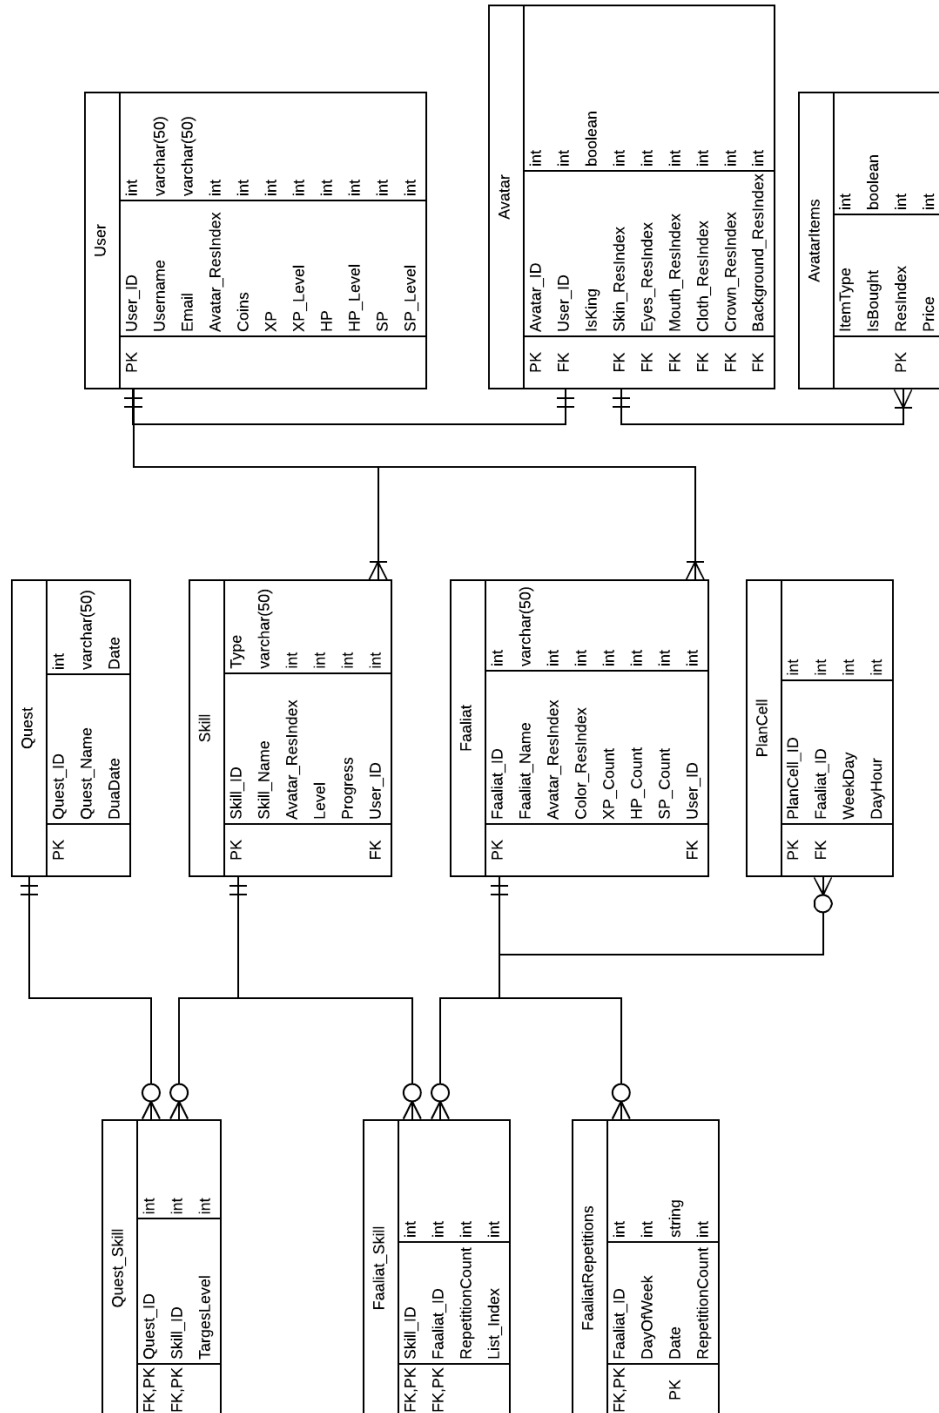 User
PK User_ID int
Username varchar(50)
Email varchar(50)
Avatar_ResIndex int
Coins int
XP int
XP_Level int
HP int
HP_Level int
SP int
SP_Level int
Avatar
PK Avatar_ID int
FK User_ID int
IsKing boolean
FK Skin_ResIndex int
FK Eyes_ResIndex int
FK Mouth_ResIndex int
FK Cloth_ResIndex int
FK Crown_ResIndex int
FK Background_ResIndex int
AvatarItems
ItemType int
IsBought boolean
PK ResIndex int
Price int
Quest
PK Quest_ID int
Quest_Name varchar(50)
DuaDate Date
Skill
PK Skill_ID Type
Skill_Name varchar(50)
Avatar_ResIndex int
Level int
Progress int
FK User_ID int
Faaliat
PK Faaliat_ID int
Faaliat_Name varchar(50)
Avatar_ResIndex int
Color_ResIndex int
XP_Count int
HP_Count int
SP_Count int
FK User_ID int
PlanCell
PK PlanCell_ID int
FK Faaliat_ID int
WeekDay int
DayHour int
Quest_Skill
FK,PK Quest_ID int
FK,PK Skill_ID int
TargesLevel int
Faaliat_Skill
FK,PK Skill_ID int
FK,PK Faaliat_ID int
RepetitionCount int
List_Index int
FaaliatRepetitions
FK,PK Faaliat_ID int
DayOfWeek int
PK Date string
RepetitionCount int